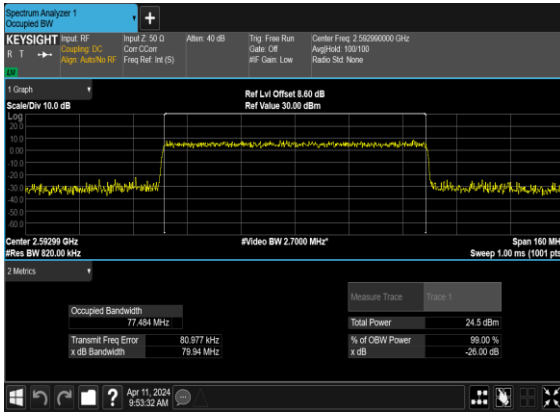 Spectrum Analyzer 1
Occupied BW
+
KEYSIGHT
R T
LXI
Input: RF
Coupling: DC
Align: Auto/No RF
Input Z: 50 Ω
Corr CCorr
Freq Ref: Int (S)
Atten: 40 dB
Trig: Free Run
Gate: Off
#IF Gain: Low
Center Freq: 2.592990000 GHz
Avg|Hold: 100/100
Radio Std: None
1 Graph
Scale/Div 10.0 dB
Ref Lvl Offset 8.60 dB
Ref Value 30.00 dBm
Log
20.0
10.0
0.00
-10.0
-20.0
-30.0
-40.0
-50.0
-60.0
Center 2.59299 GHz
#Res BW 820.00 kHz
#Video BW 2.7000 MHz*
Span 160 MH
Sweep 1.00 ms (1001 pts
2 Metrics
Measure Trace
Trace 1
Occupied Bandwidth
77.484 MHz
Total Power
24.5 dBm
Transmit Freq Error
80.977 kHz
% of OBW Power
99.00 %
x dB Bandwidth
79.94 MHz
x dB
-26.00 dB
?
Apr 11, 2024
9:53:32 AM